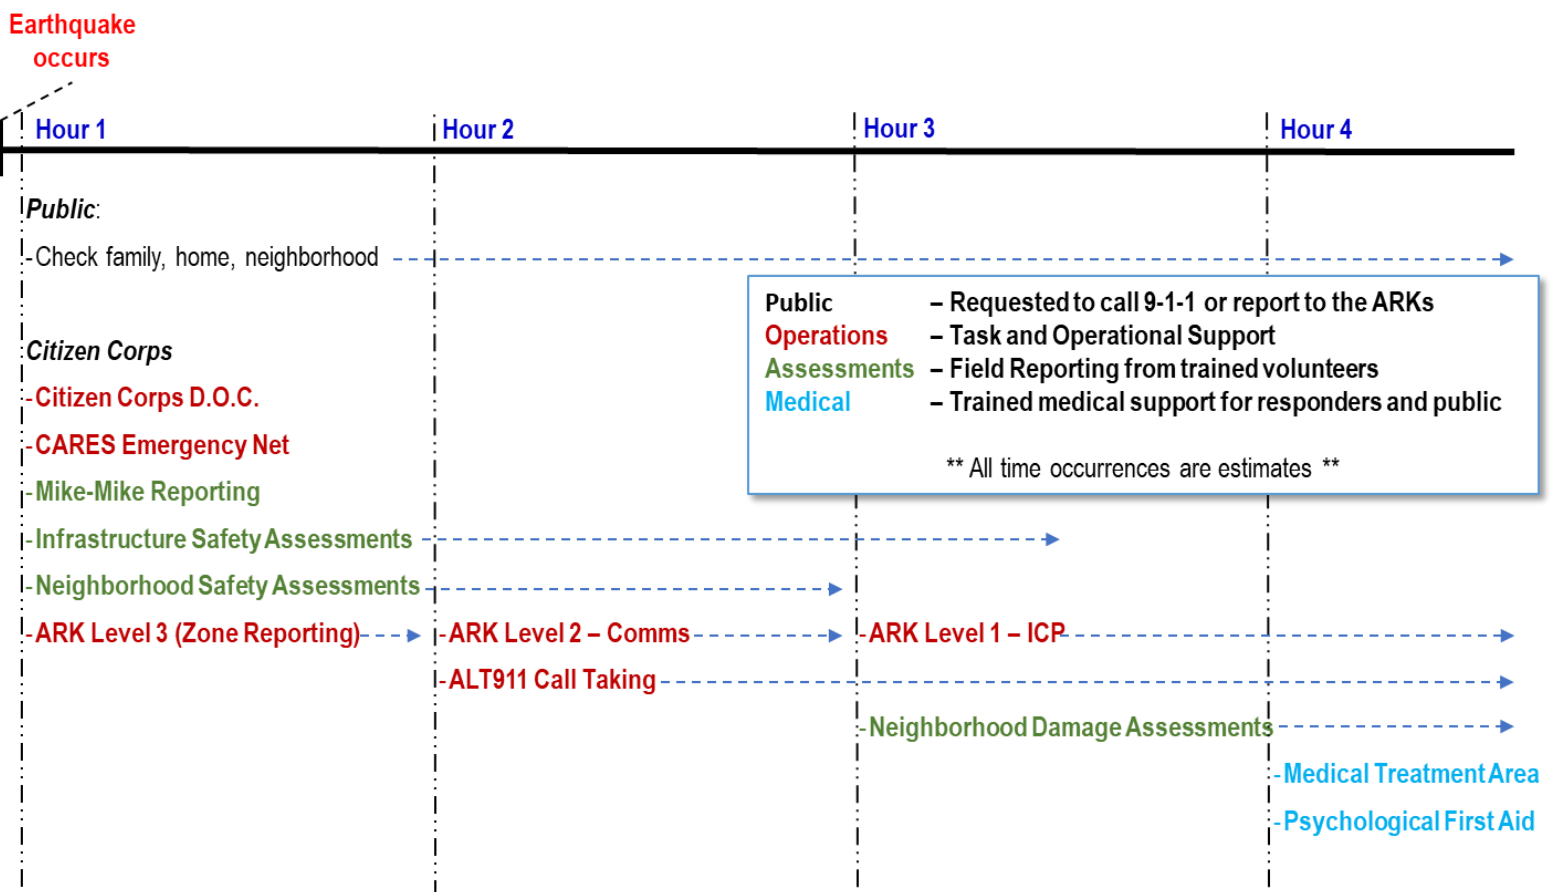 Earthquake
occurs
Hour 1
Hour 2
Hour 3
Hour 4
Public:
-Check family, home, neighborhood
Public – Requested to call 9-1-1 or report to the ARKs
Operations – Task and Operational Support
Assessments – Field Reporting from trained volunteers
Medical – Trained medical support for responders and public
** All time occurrences are estimates **
Citizen Corps
-Citizen Corps D.O.C.
-CARES Emergency Net
-Mike-Mike Reporting
-Infrastructure Safety Assessments
-Neighborhood Safety Assessments
-ARK Level 3 (Zone Reporting)
-ARK Level 2 – Comms
-ARK Level 1 – ICP
-ALT911 Call Taking
-Neighborhood Damage Assessments
-Medical Treatment Area
-Psychological First Aid